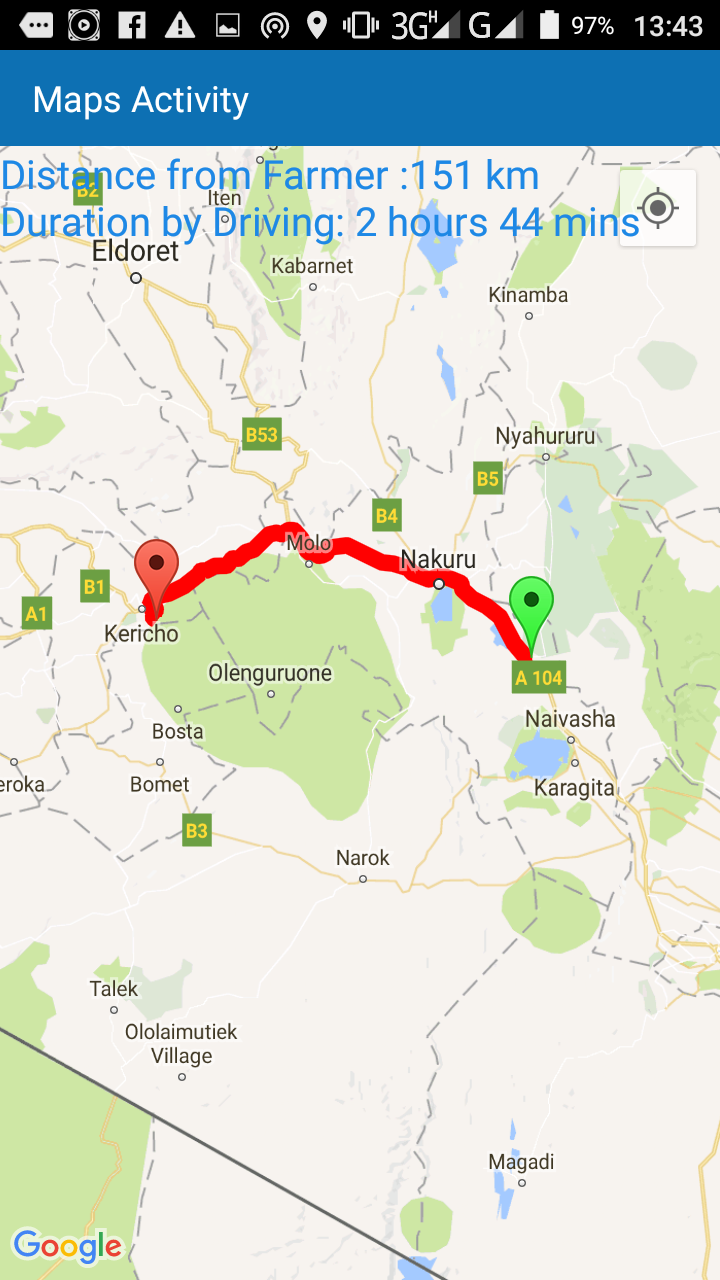 3G H G 97% 13:43
Maps Activity
Distance from Farmer :151 km
B2
Iten
Duration by Driving: 2 hours 44 mins
Eldoret
Kabarnet
Kinamba
B53
Nyahururu
B5
B4
Molo
Nakuru
B1
A1
Kericho
Olenguruone
A 104
Naivasha
Bosta
eroka
Bomet
Karagita
B3
Narok
Talek
Ololaimutiek
Village
Magadi
Google